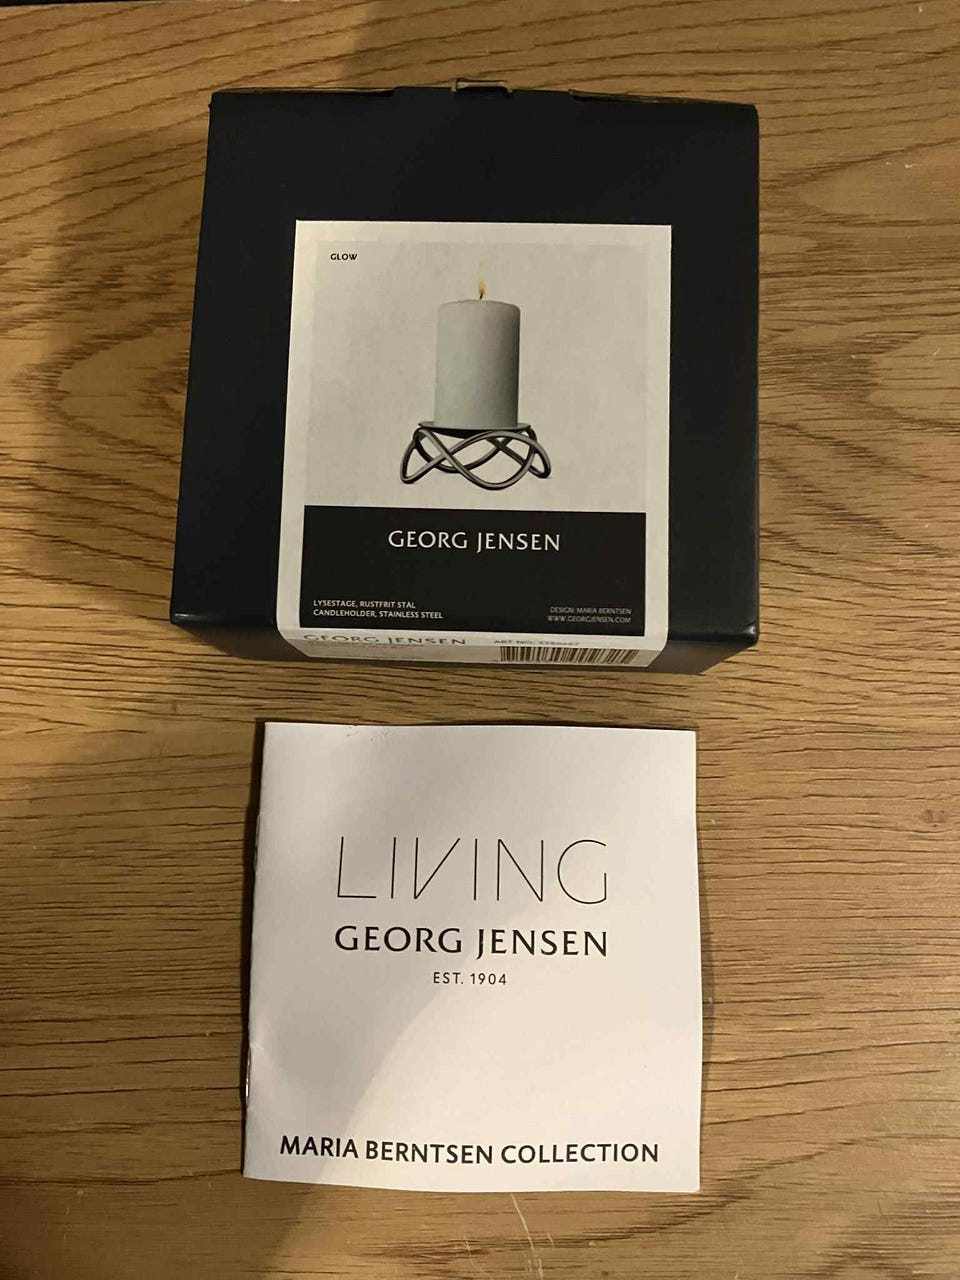 GLOW
GEORG JENSEN
LYSESTAGE, RUSTFRIT STÅL
CANDLEHOLDER, STAINLESS STEEL
DESIGN: MARIA BERNTSEN
WWW.GEORGJENSEN.COM
GEORG JENSEN
ART NO.
LIVING
GEORG JENSEN
EST. 1904
MARIA BERNTSEN COLLECTION